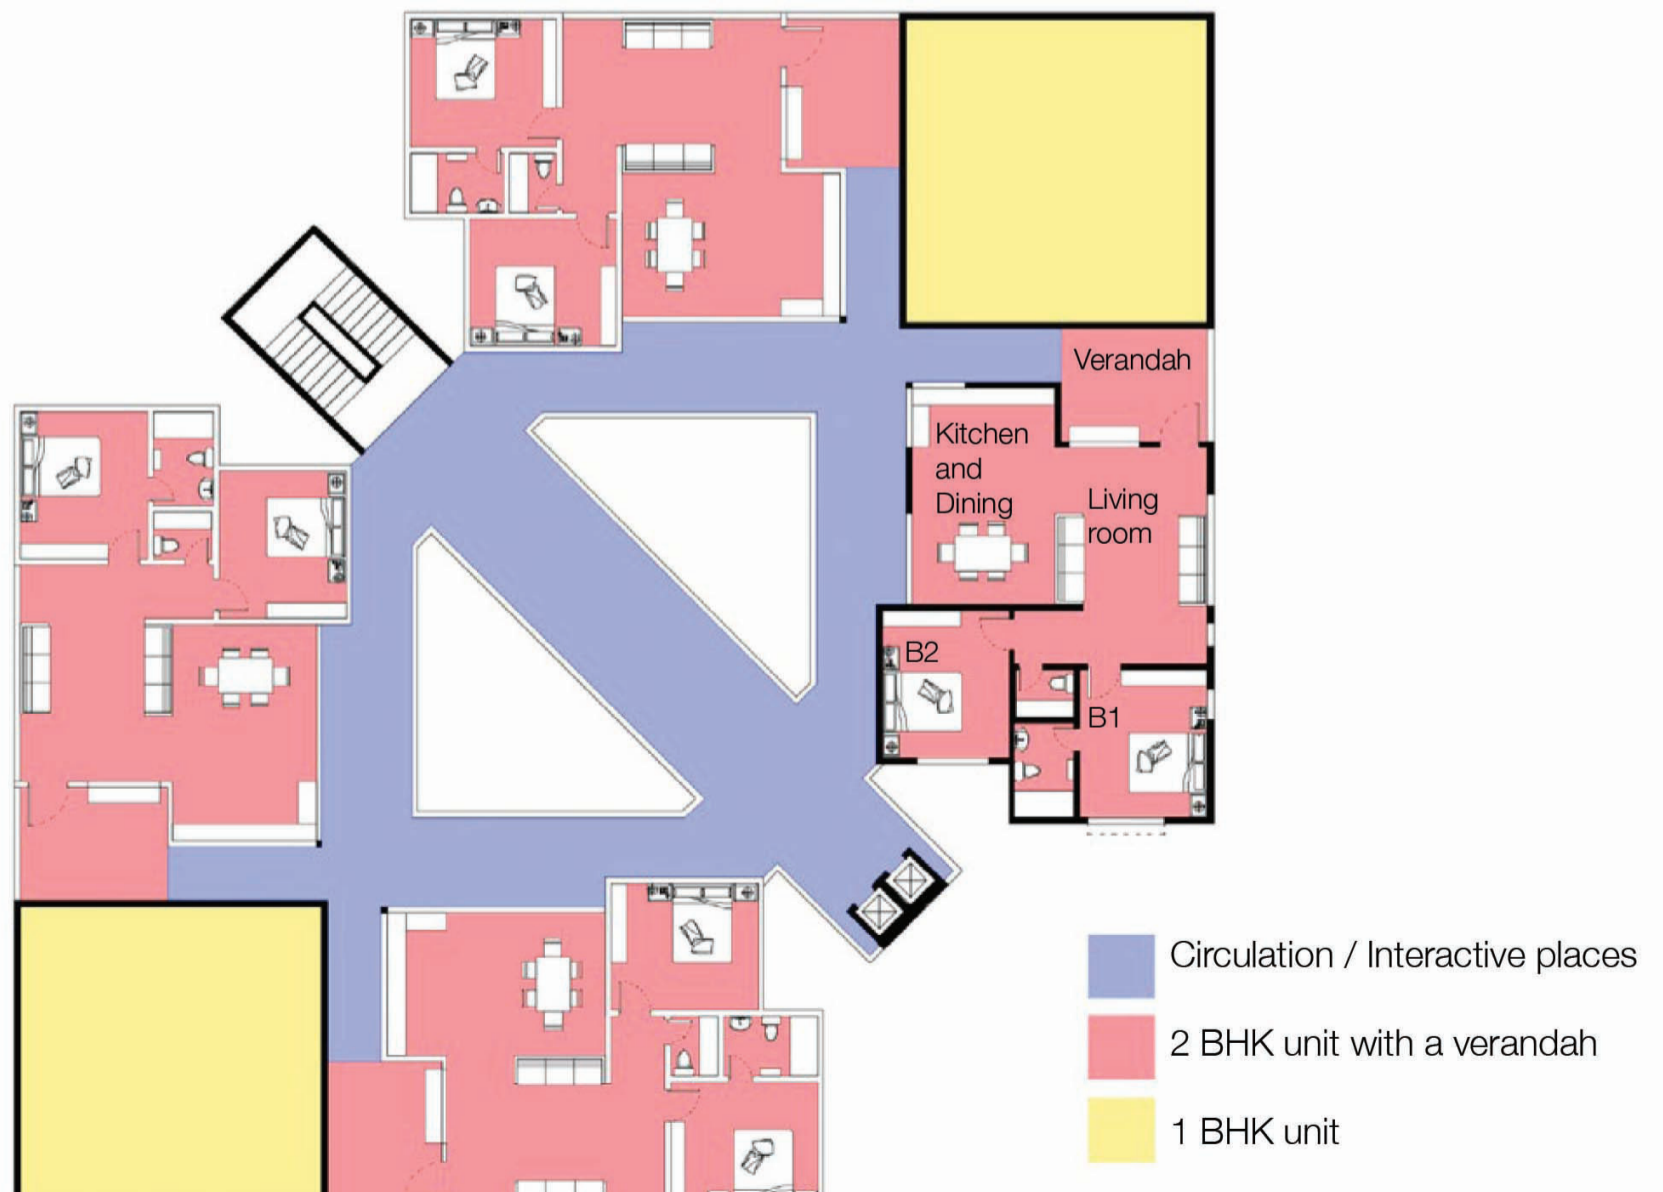 Verandah
Kitchen
and
Dining
Living
room
B2
B1
Circulation / Interactive places
2 BHK unit with a verandah
1 BHK unit